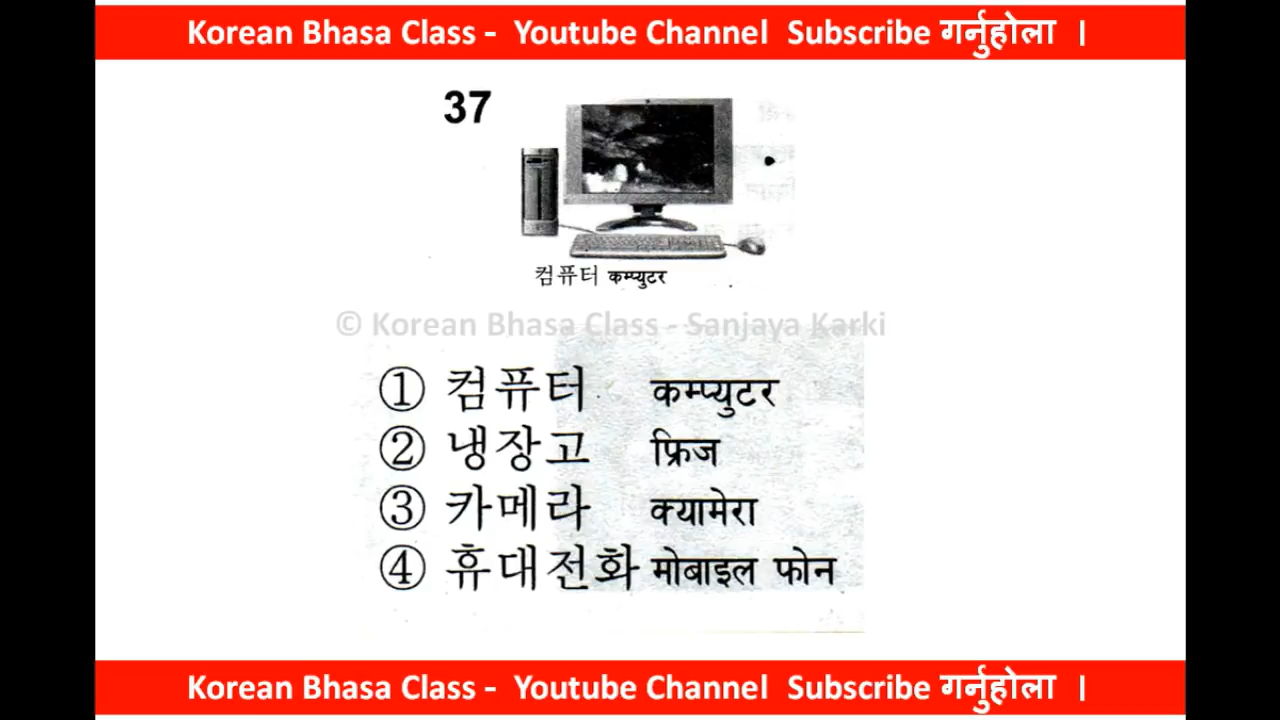 Korean Bhasa Class - Youtube Channel Subscribe गर्नुहोला ।
37
컴퓨터 कम्प्युटर
© Korean Bhasa Class - Sanjaya Karki
① 컴퓨터 कम्प्युटर
② 냉장고 फ्रिज
③ 카메라 क्यामेरा
④ 휴대전화 मोबाइल फोन
Korean Bhasa Class - Youtube Channel Subscribe गर्नुहोला ।